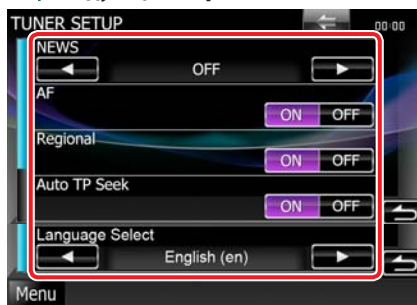 TUNER SETUP 00:00
NEWS
OFF
AF
ON OFF
Regional
ON OFF
Auto TP Seek
ON OFF
Language Select
English (en)
Menu